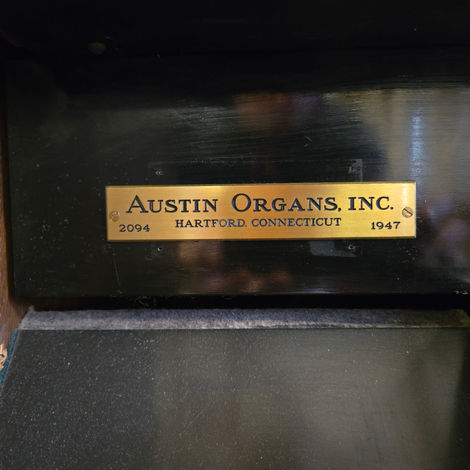 AUSTIN ORGANS, INC.
HARTFORD, CONNECTICUT
2094 1947